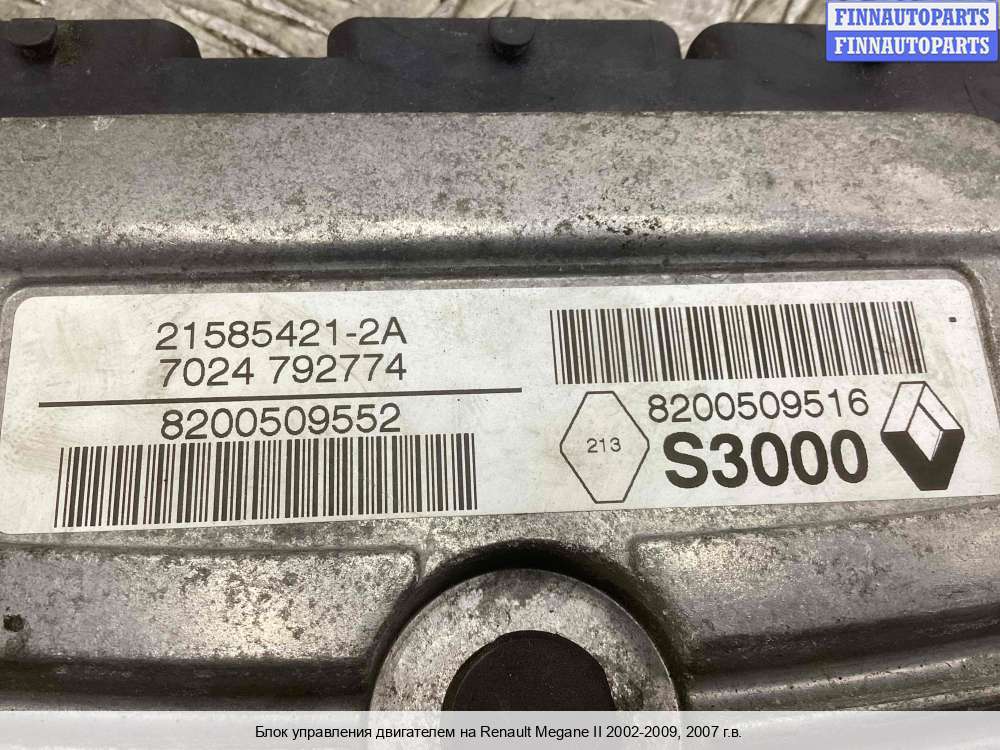 FINNAUTOPARTS
FINNAUTOPARTS
21585421-2A
7024 792774
8200509552
8200509516
213
S3000
Блок управления двигателем на Renault Megane II 2002-2009, 2007 г.в.